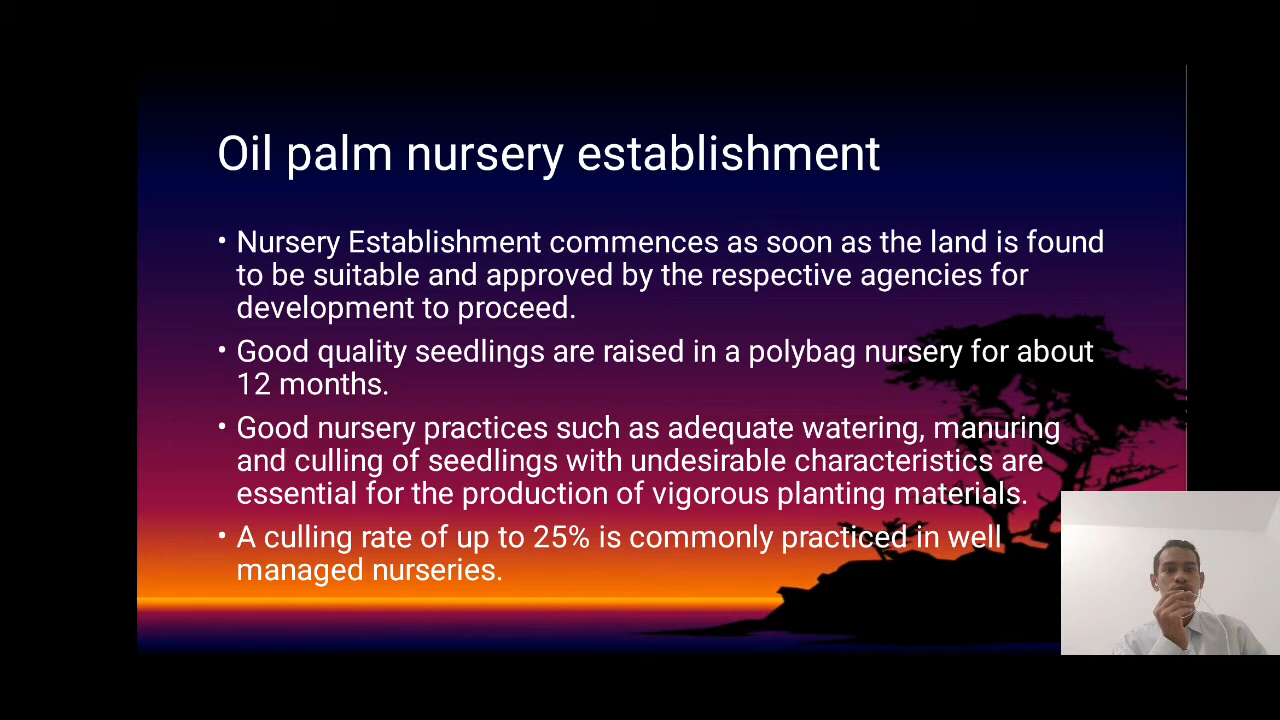 Oil palm nursery establishment
• Nursery Establishment commences as soon as the land is found
to be suitable and approved by the respective agencies for
development to proceed.
• Good quality seedlings are raised in a polybag nursery for about
12 months.
• Good nursery practices such as adequate watering, manuring
and culling of seedlings with undesirable characteristics are
essential for the production of vigorous planting materials.
• A culling rate of up to 25% is commonly practiced in well
managed nurseries.